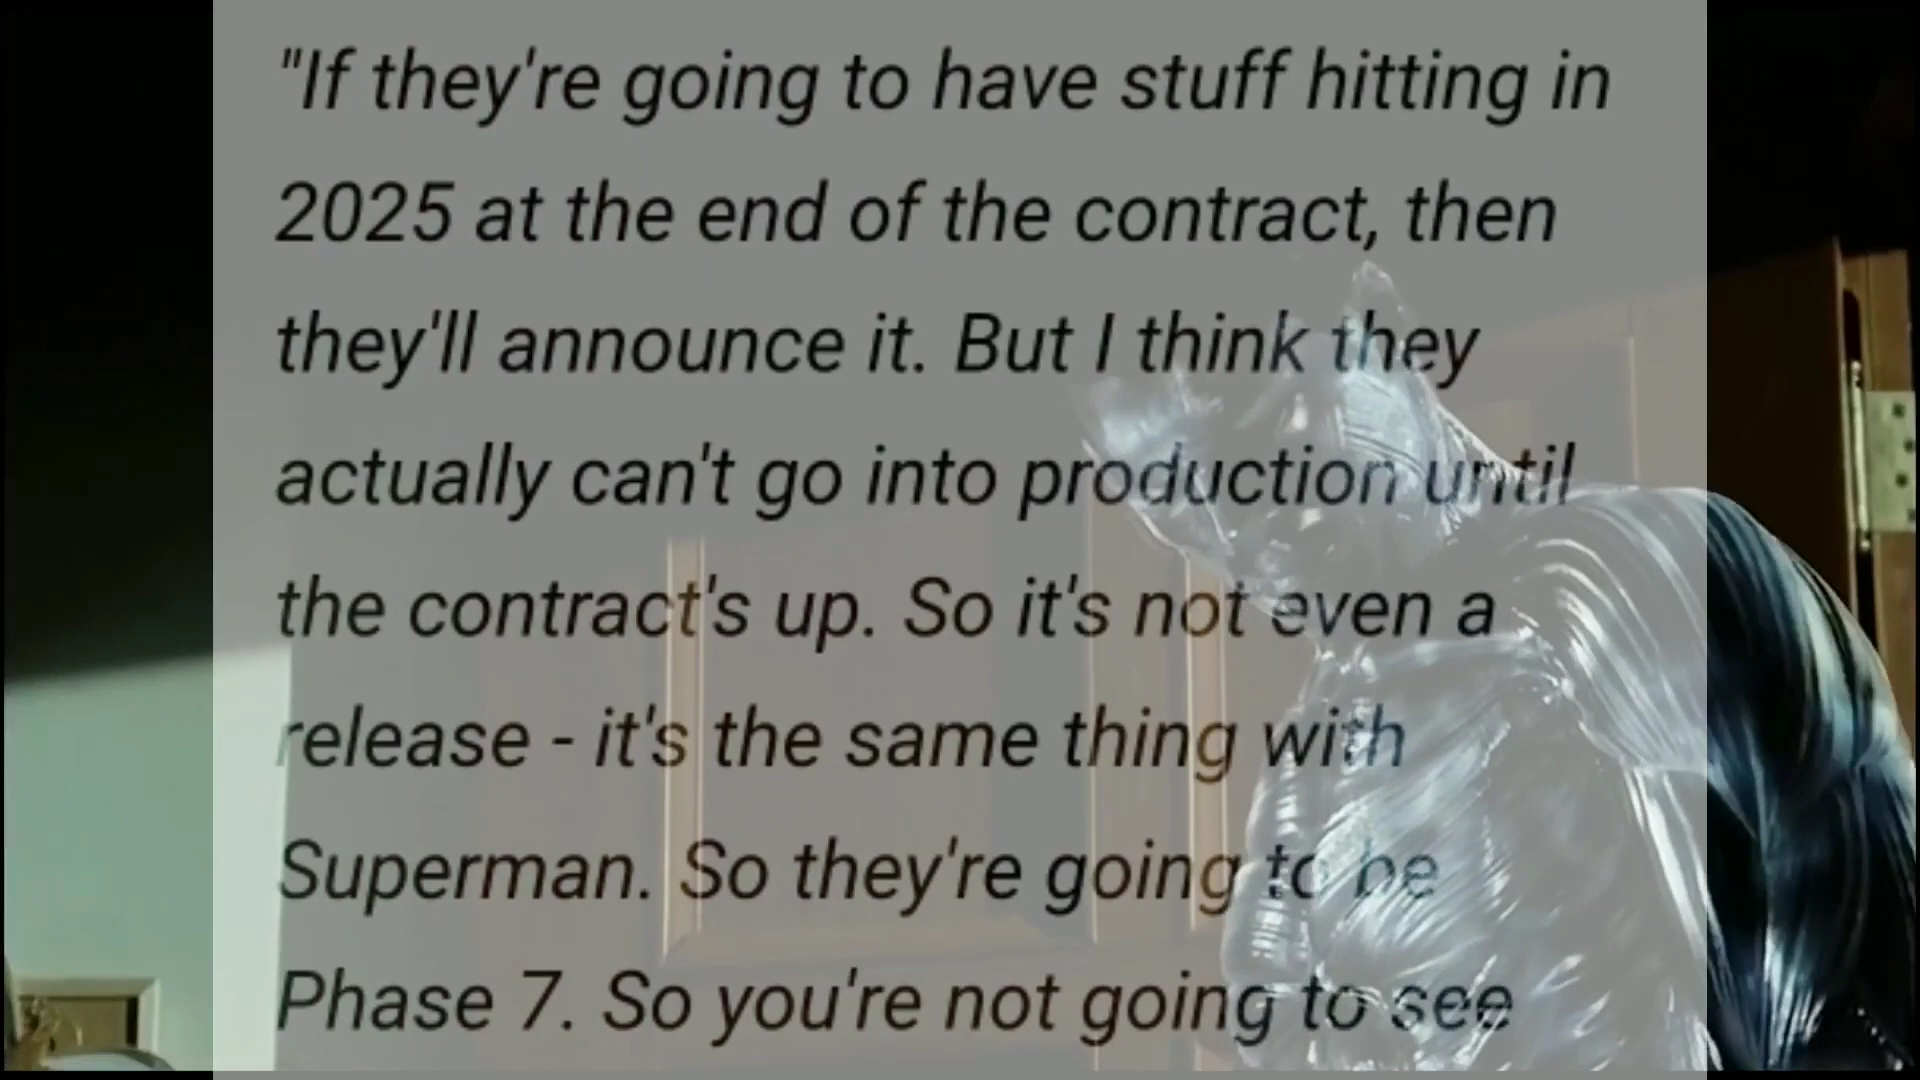 "If they're going to have stuff hitting in
2025 at the end of the contract, then
they'll announce it. But I think they
actually can't go into production until
the contract's up. So it's not even a
release - it's the same thing with
Superman. So they're going to be
Phase 7. So you're not going to see